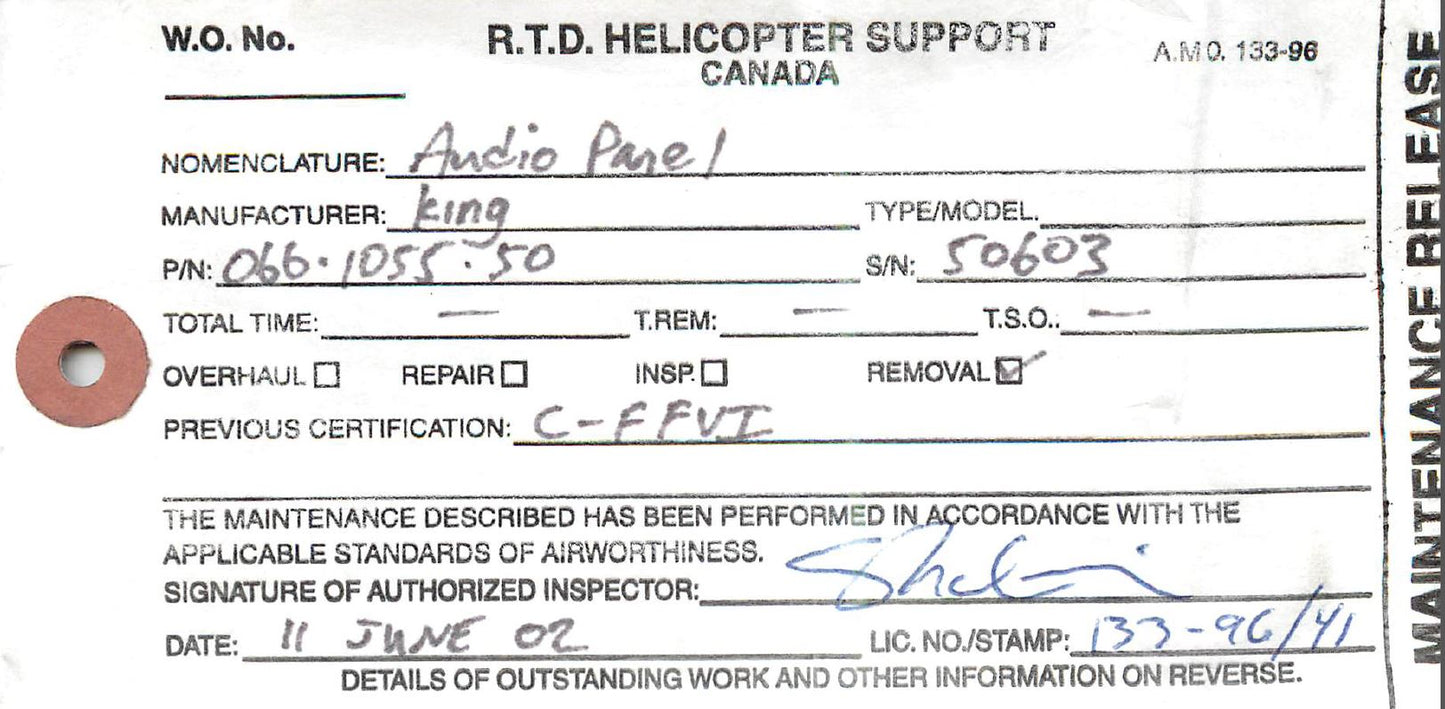 W.O. No. R.T.D. HELICOPTER SUPPORT A.M.O. 133-96
CANADA
NOMENCLATURE: Audio Panel
MANUFACTURER: King TYPE/MODEL.
P/N: 066.1055.50 S/N: 50603
TOTAL TIME: — T.REM: — T.S.O.: —
OVERHAUL ☐ REPAIR ☐ INSP. ☐ REMOVAL ☑
PREVIOUS CERTIFICATION: C-FFVI
THE MAINTENANCE DESCRIBED HAS BEEN PERFORMED IN ACCORDANCE WITH THE
APPLICABLE STANDARDS OF AIRWORTHINESS.
SIGNATURE OF AUTHORIZED INSPECTOR:
DATE: 11 JUNE 02 LIC. NO./STAMP: 133-96/41
DETAILS OF OUTSTANDING WORK AND OTHER INFORMATION ON REVERSE.
MAINTENANCE RELEASE